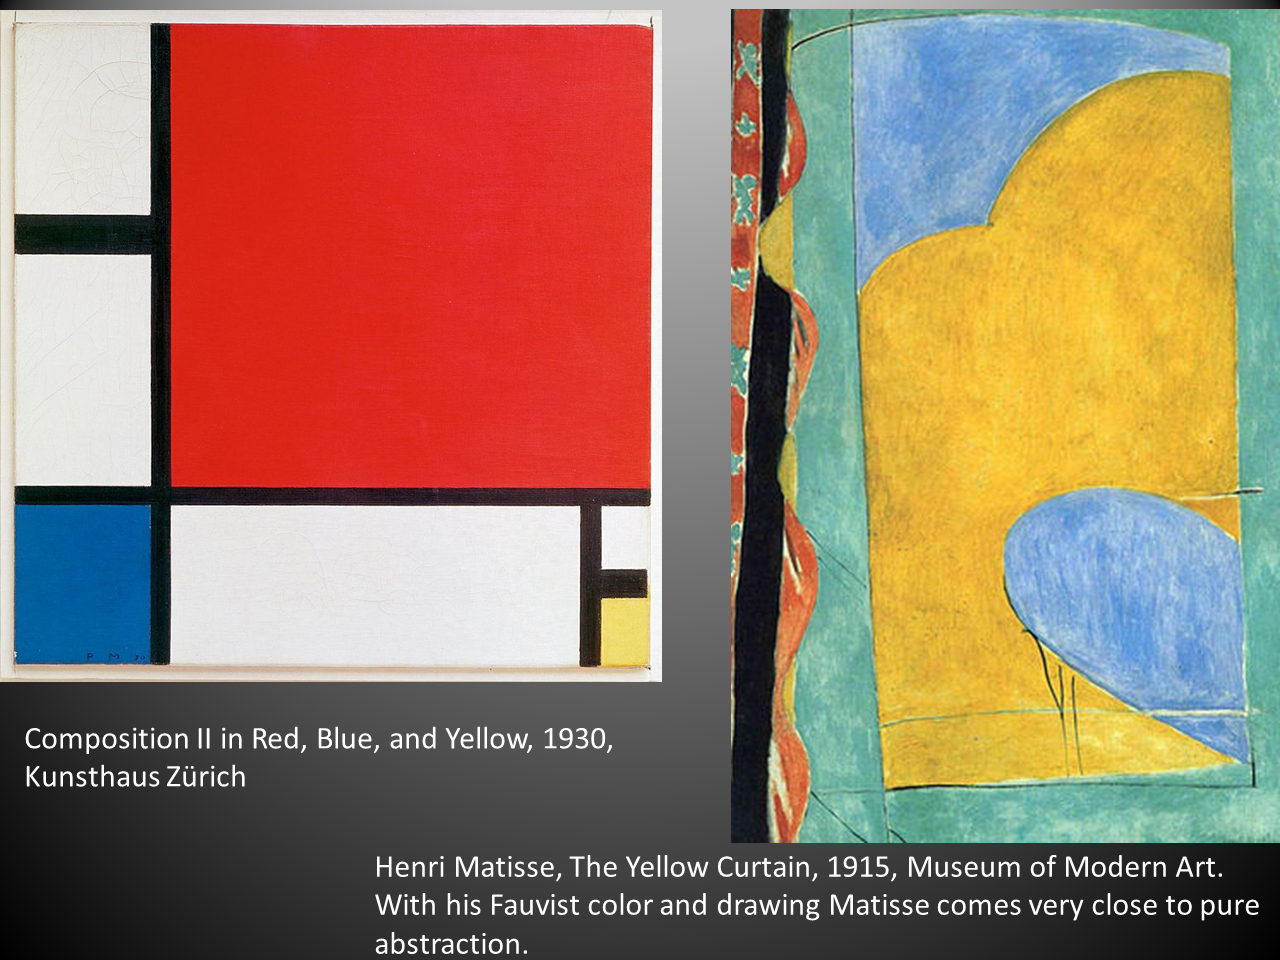 P M 30
Composition II in Red, Blue, and Yellow, 1930,
Kunsthaus Zürich
Henri Matisse, The Yellow Curtain, 1915, Museum of Modern Art.
With his Fauvist color and drawing Matisse comes very close to pure
abstraction.